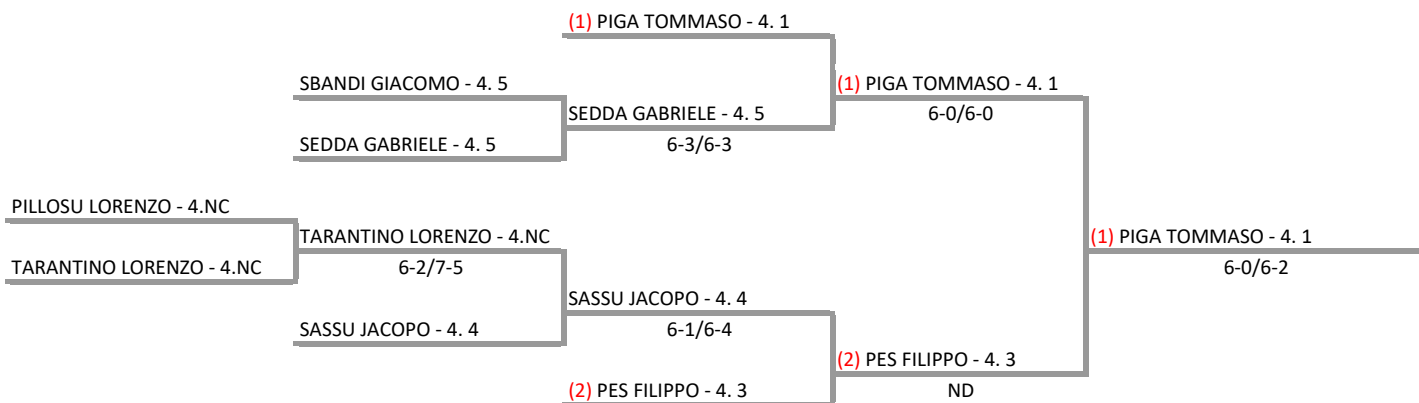 (1) PIGA TOMMASO - 4. 1
SBANDI GIACOMO - 4. 5
(1) PIGA TOMMASO - 4. 1
6-0/6-0
SEDDA GABRIELE - 4. 5
6-3/6-3
SEDDA GABRIELE - 4. 5
PILLOSU LORENZO - 4.NC
TARANTINO LORENZO - 4.NC
6-2/7-5
(1) PIGA TOMMASO - 4. 1
6-0/6-2
TARANTINO LORENZO - 4.NC
SASSU JACOPO - 4. 4
6-1/6-4
SASSU JACOPO - 4. 4
(2) PES FILIPPO - 4. 3
ND
(2) PES FILIPPO - 4. 3